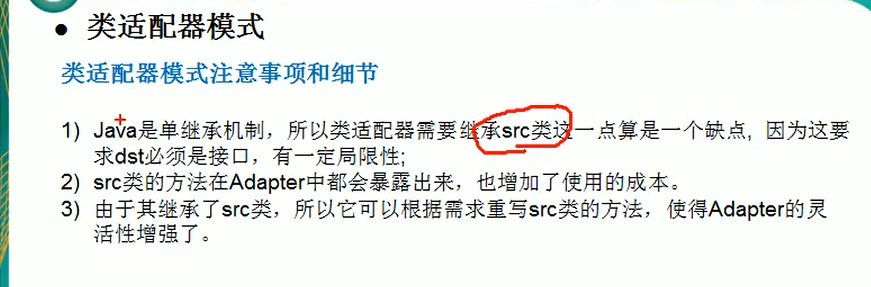 ● 类适配器模式
类适配器模式注意事项和细节
1) Java是单继承机制，所以类适配器需要继承src类这一点算是一个缺点, 因为这要
求dst必须是接口，有一定局限性;
2) src类的方法在Adapter中都会暴露出来，也增加了使用的成本。
3) 由于其继承了src类，所以它可以根据需求重写src类的方法，使得Adapter的灵
活性增强了。